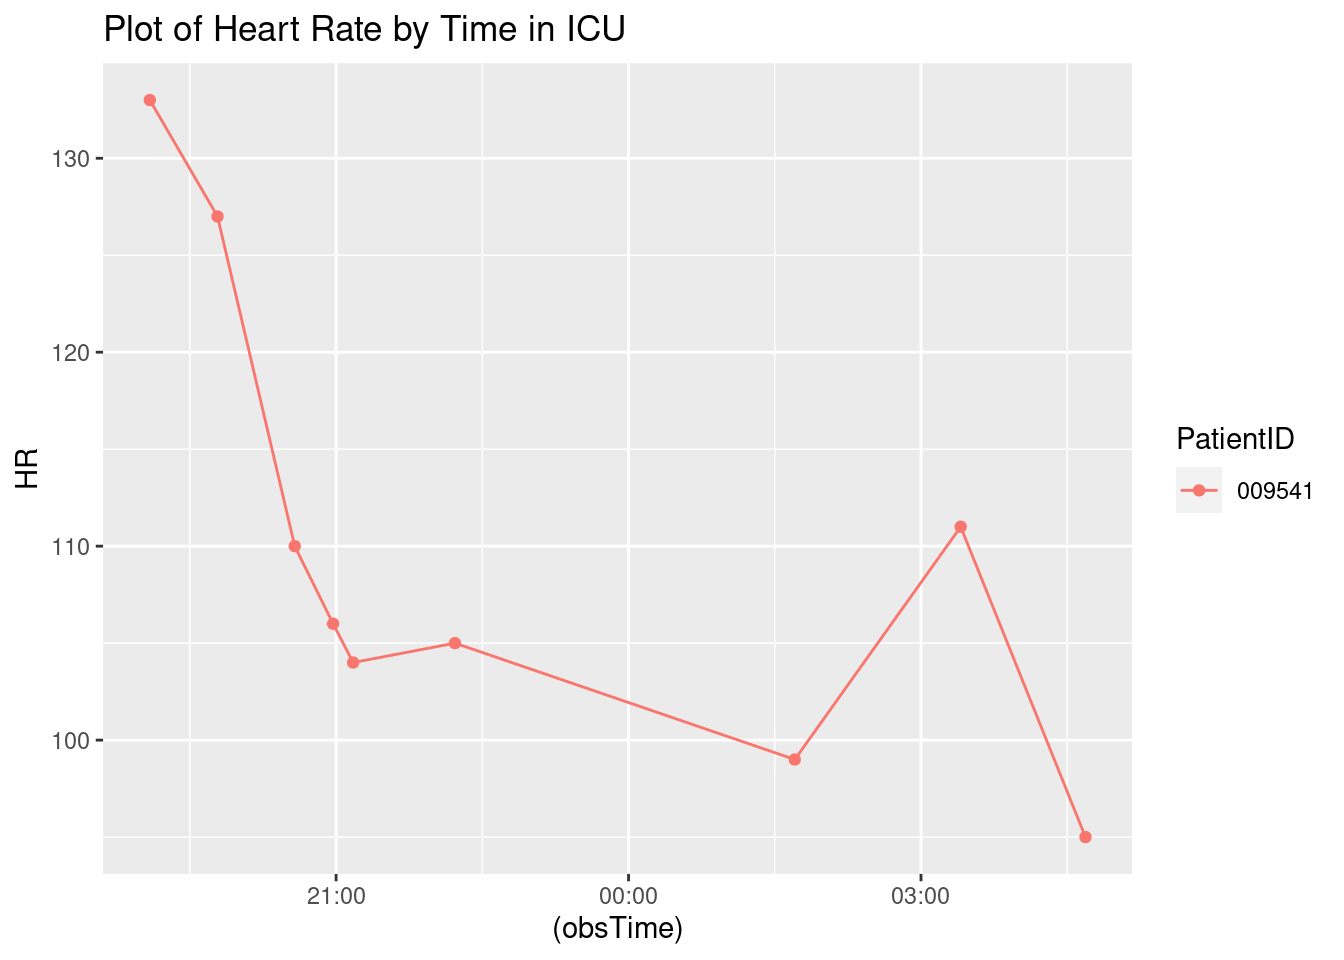 Plot of Heart Rate by Time in ICU
130
120
110
100
HR
21:00
00:00
03:00
(obsTime)
PatientID
009541